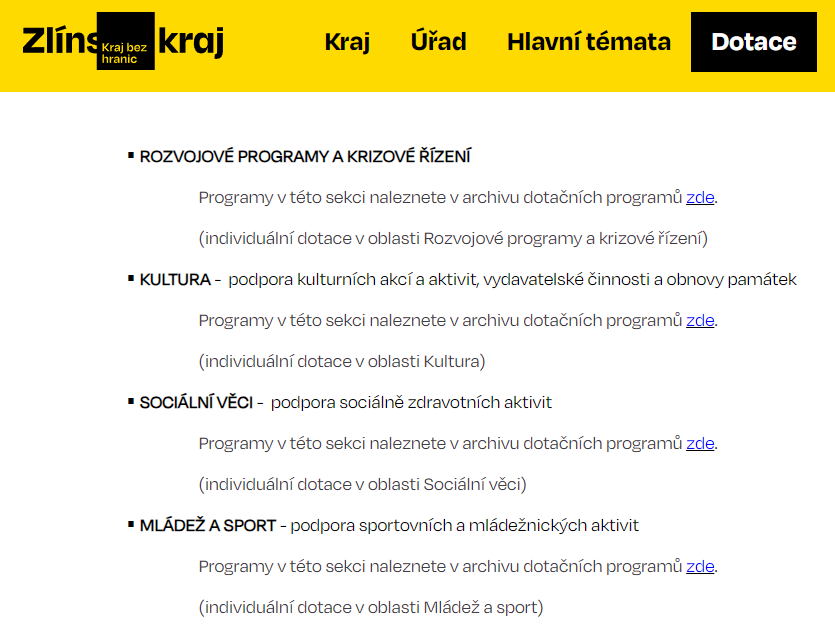 Zlíns kraj
Kraj bez
hranic
Kraj
Úřad
Hlavní témata
Dotace
▪ ROZVOJOVÉ PROGRAMY A KRIZOVÉ ŘÍZENÍ
Programy v této sekci naleznete v archivu dotačních programů zde.
(individuální dotace v oblasti Rozvojové programy a krizové řízení)
▪ KULTURA - podpora kulturních akcí a aktivit, vydavatelské činnosti a obnovy památek
Programy v této sekci naleznete v archivu dotačních programů zde.
(individuální dotace v oblasti Kultura)
▪ SOCIÁLNÍ VĚCI - podpora sociálně zdravotních aktivit
Programy v této sekci naleznete v archivu dotačních programů zde.
(individuální dotace v oblasti Sociální věci)
▪ MLÁDEŽ A SPORT - podpora sportovních a mládežnických aktivit
Programy v této sekci naleznete v archivu dotačních programů zde.
(individuální dotace v oblasti Mládež a sport)